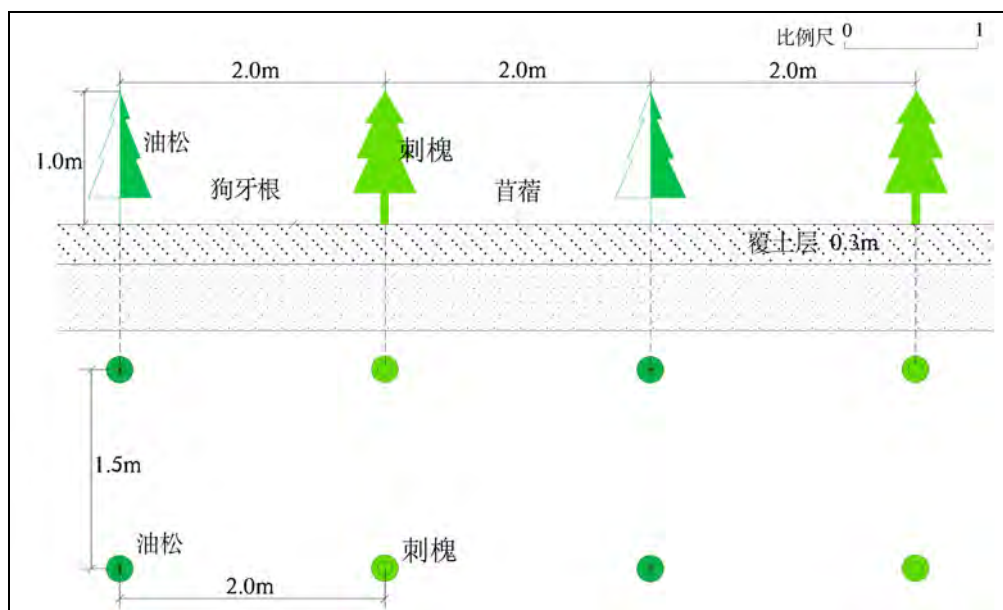 比例尺 0 1
2.0m 2.0m 2.0m
1.0m
油松
刺槐
狗牙根
苜蓿
覆土层 0.3m
1.5m
油松
刺槐
2.0m